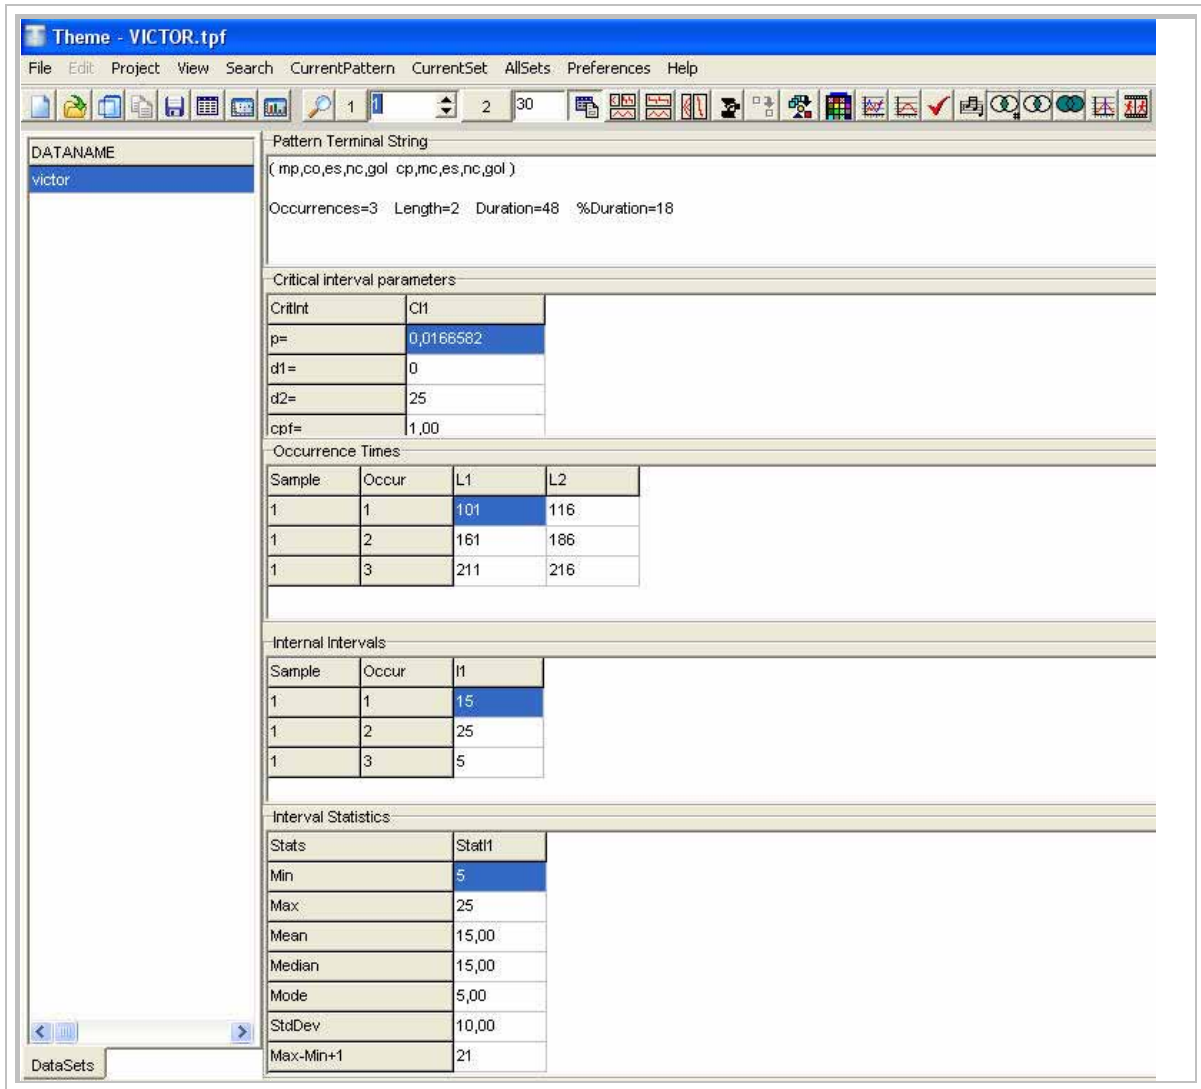 Theme - VICTOR.tpf
File Edit Project View Search CurrentPattern CurrentSet AllSets Preferences Help
1 1 2 30
DATANAME
victor
Pattern Terminal String
( mp,co,es,nc,gol cp,mc,es,nc,gol )
Occurrences=3 Length=2 Duration=48 %Duration=18
Critical interval parameters
CritInt CI1
p= 0,0166582
d1= 0
d2= 25
cpf= 1,00
Occurrence Times
Sample Occur L1 L2
1 1 101 116
1 2 161 186
1 3 211 216
Internal Intervals
Sample Occur I1
1 1 15
1 2 25
1 3 5
Interval Statistics
Stats StatI1
Min 5
Max 25
Mean 15,00
Median 15,00
Mode 5,00
StdDev 10,00
Max-Min+1 21
DataSets